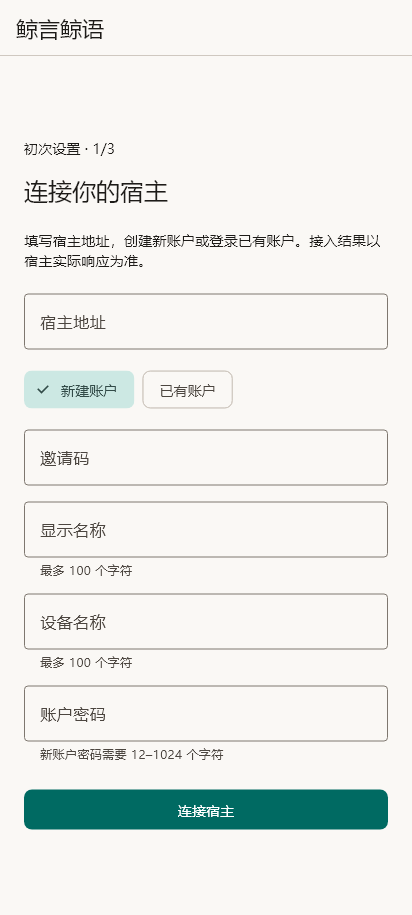 鲸言鲸语
初次设置 · 1/3
连接你的宿主
填写宿主地址，创建新账户或登录已有账户。接入结果以
宿主实际响应为准。
宿主地址
新建账户
已有账户
邀请码
显示名称
最多 100 个字符
设备名称
最多 100 个字符
账户密码
新账户密码需要 12–1024 个字符
连接宿主